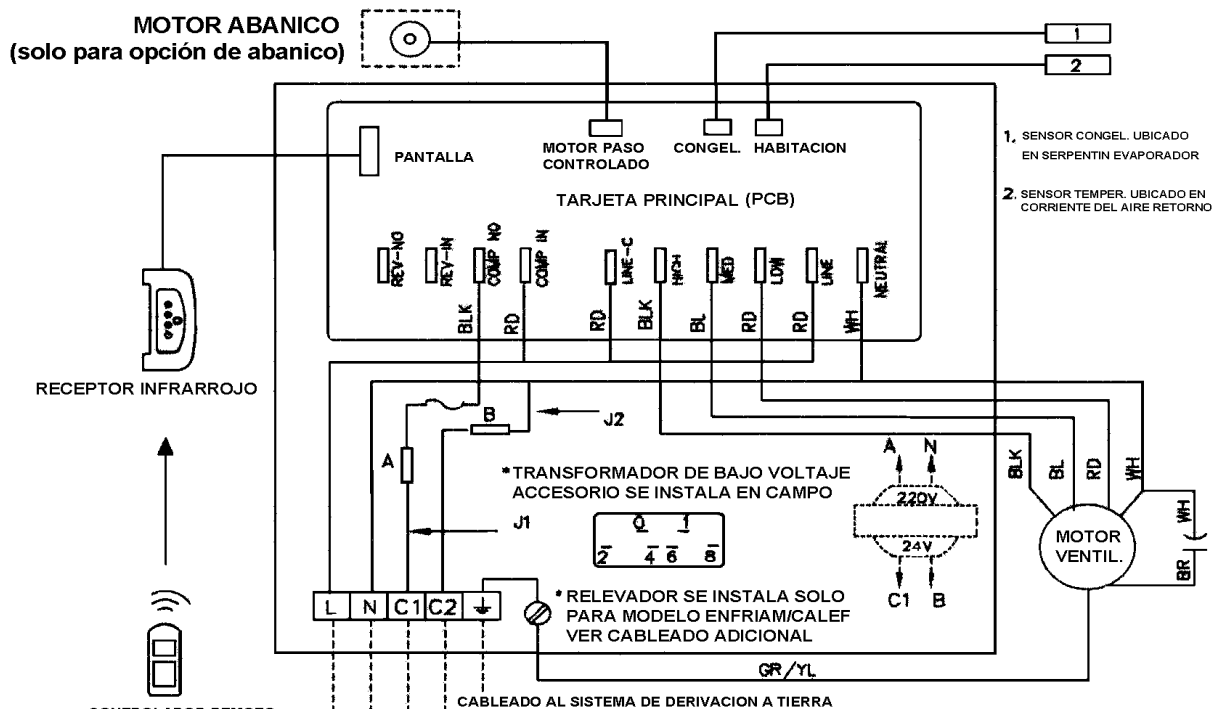 MOTOR ABANICO
(solo para opción de abanico)
1
2
1. SENSOR CONGEL. UBICADO
EN SERPENTIN EVAPORADOR
2. SENSOR TEMPER. UBICADO EN
CORRIENTE DEL AIRE RETORNO
PANTALLA
MOTOR PASO
CONTROLADO
CONGEL.
HABITACION
TARJETA PRINCIPAL (PCB)
REV-NO
REV-IN
COMP NO
COMP IN
LINE-C
HIGH
MED
LOW
LINE
NEUTRAL
BLK
RD
RD
BLK
BL
RD
RD
WH
RECEPTOR INFRARROJO
B
J2
A
*TRANSFORMADOR DE BAJO VOLTAJE
ACCESORIO SE INSTALA EN CAMPO
J1
0 1
2 4 6 8
A N
220V
24V
C1 B
BLK
BL
RD
WH
MOTOR
VENTIL.
WH
BR
L N C1 C2
*RELEVADOR SE INSTALA SOLO
PARA MODELO ENFRIAM/CALEF
VER CABLEADO ADICIONAL
GR/YL
CABLEADO AL SISTEMA DE DERIVACION A TIERRA